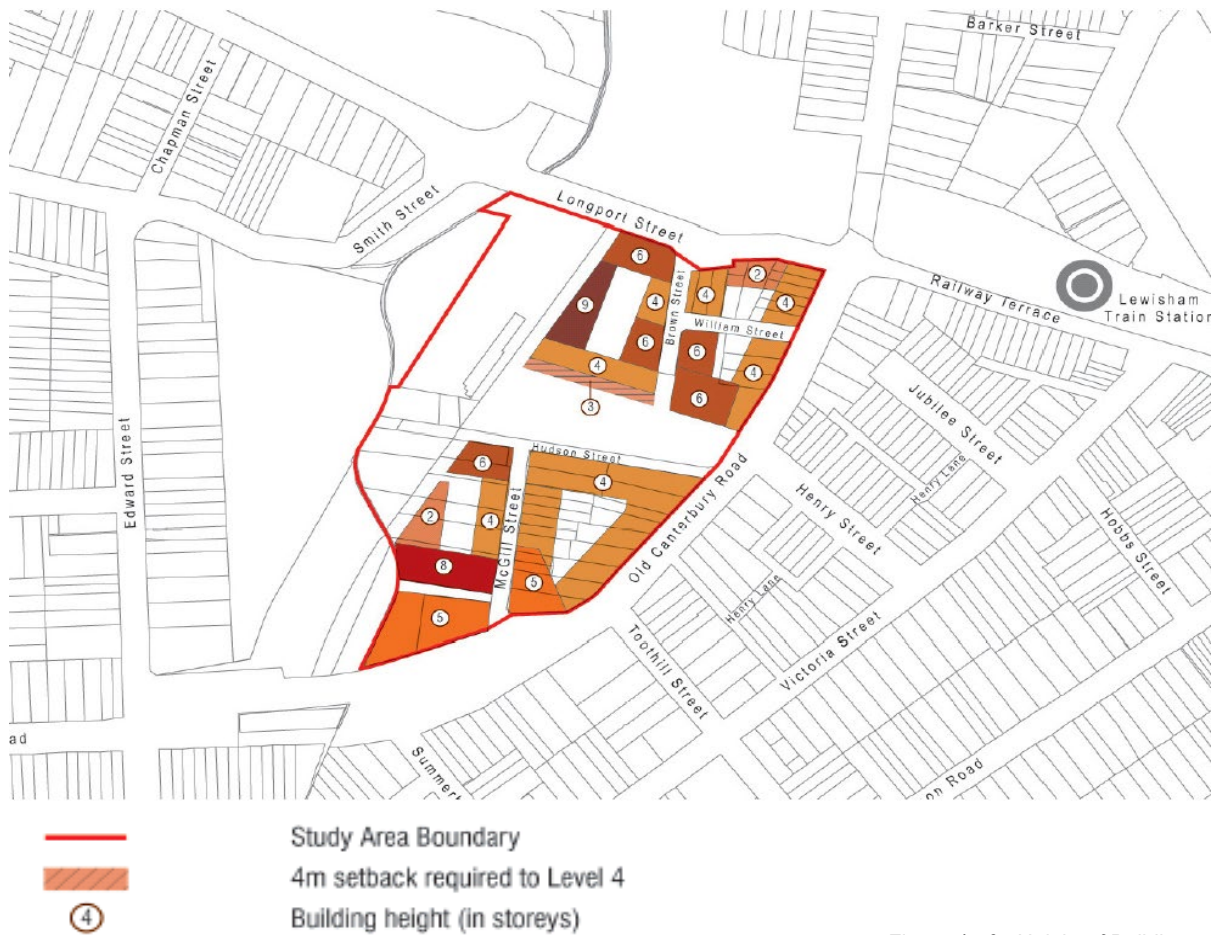 Barker Street
Chapman Street
Smith Street
Longport Street
Railway Terrace
Lewisham
Train Station
6
2
9
4
4
4
Brown Street
William Street
6
6
4
4
6
3
Jubilee Street
Edward Street
Hudson Street
6
4
Henry Lane
Henry Street
Hobbs Street
2
4
McGill Street
Old Canterbury Road
8
5
5
Henry Lane
Toothill Street
Victoria Street
ad
Summer
on Road
Study Area Boundary
4m setback required to Level 4
4
Building height (in storeys)